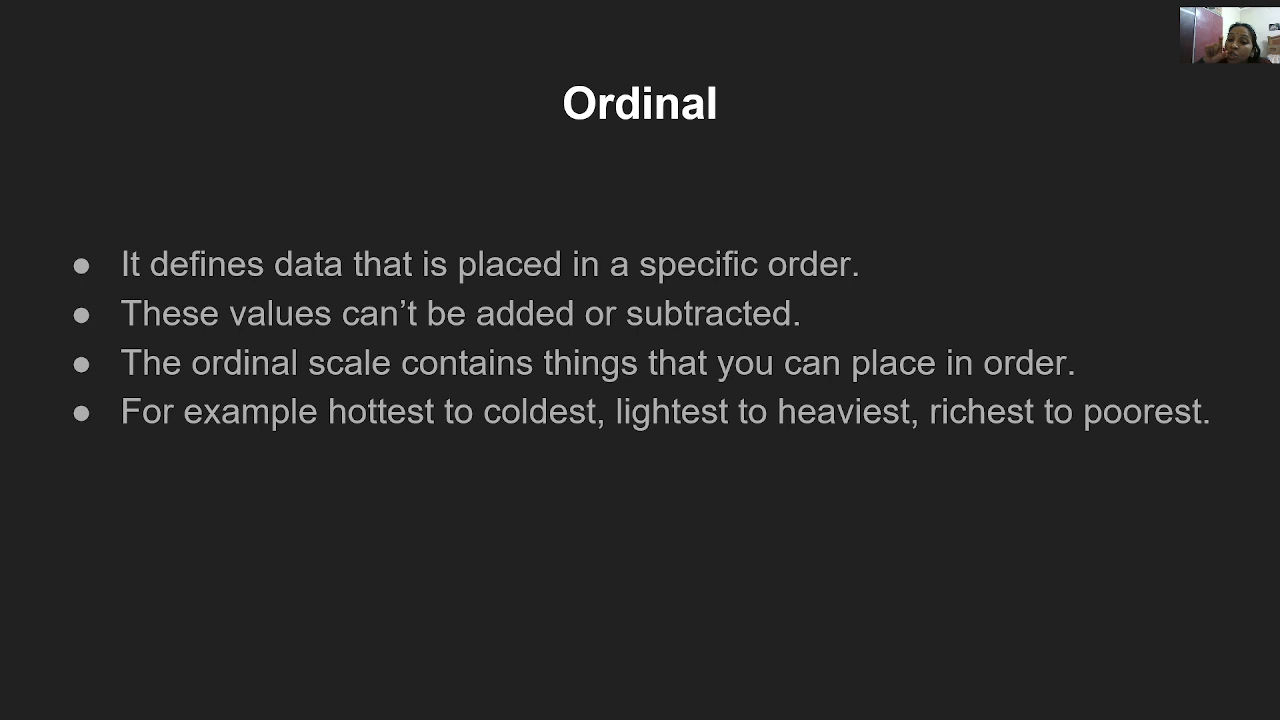 Ordinal
● It defines data that is placed in a specific order.
● These values can’t be added or subtracted.
● The ordinal scale contains things that you can place in order.
● For example hottest to coldest, lightest to heaviest, richest to poorest.